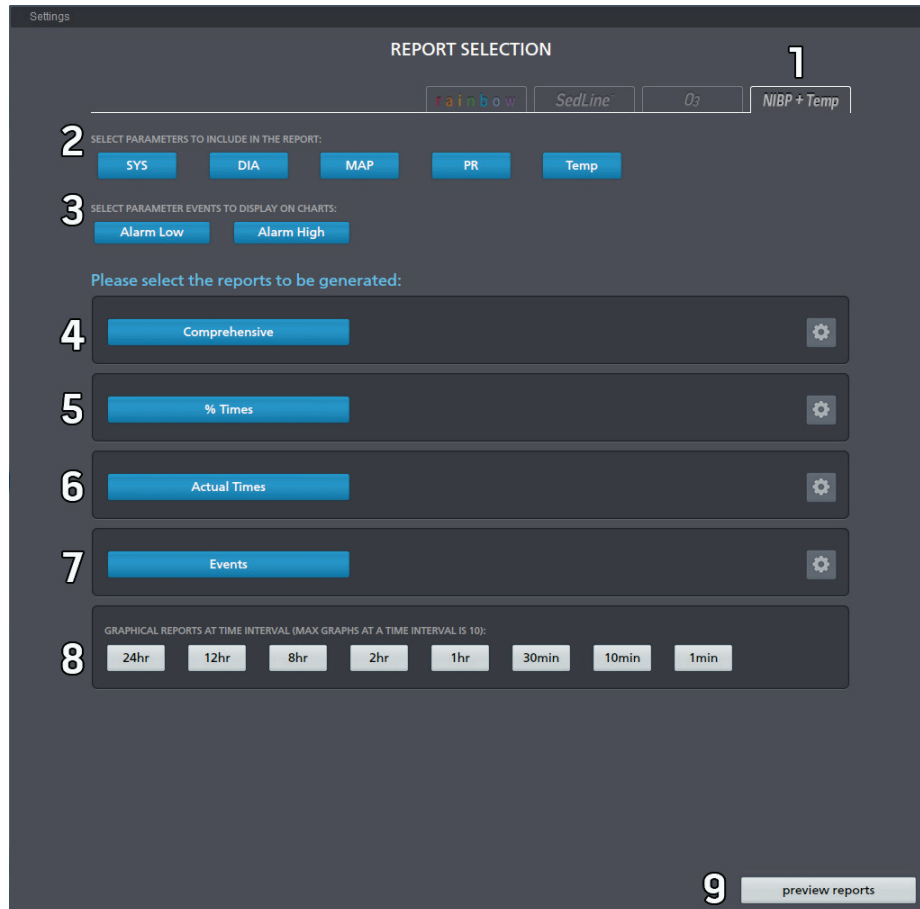 Settings
REPORT SELECTION
1
rainbow SedLine O3 NIBP + Temp
2
SELECT PARAMETERS TO INCLUDE IN THE REPORT:
SYS DIA MAP PR Temp
3
SELECT PARAMETER EVENTS TO DISPLAY ON CHARTS:
Alarm Low Alarm High
Please select the reports to be generated:
4 Comprehensive
5 % Times
6 Actual Times
7 Events
GRAPHICAL REPORTS AT TIME INTERVAL (MAX GRAPHS AT A TIME INTERVAL IS 10):
8 24hr 12hr 8hr 2hr 1hr 30min 10min 1min
9 preview reports